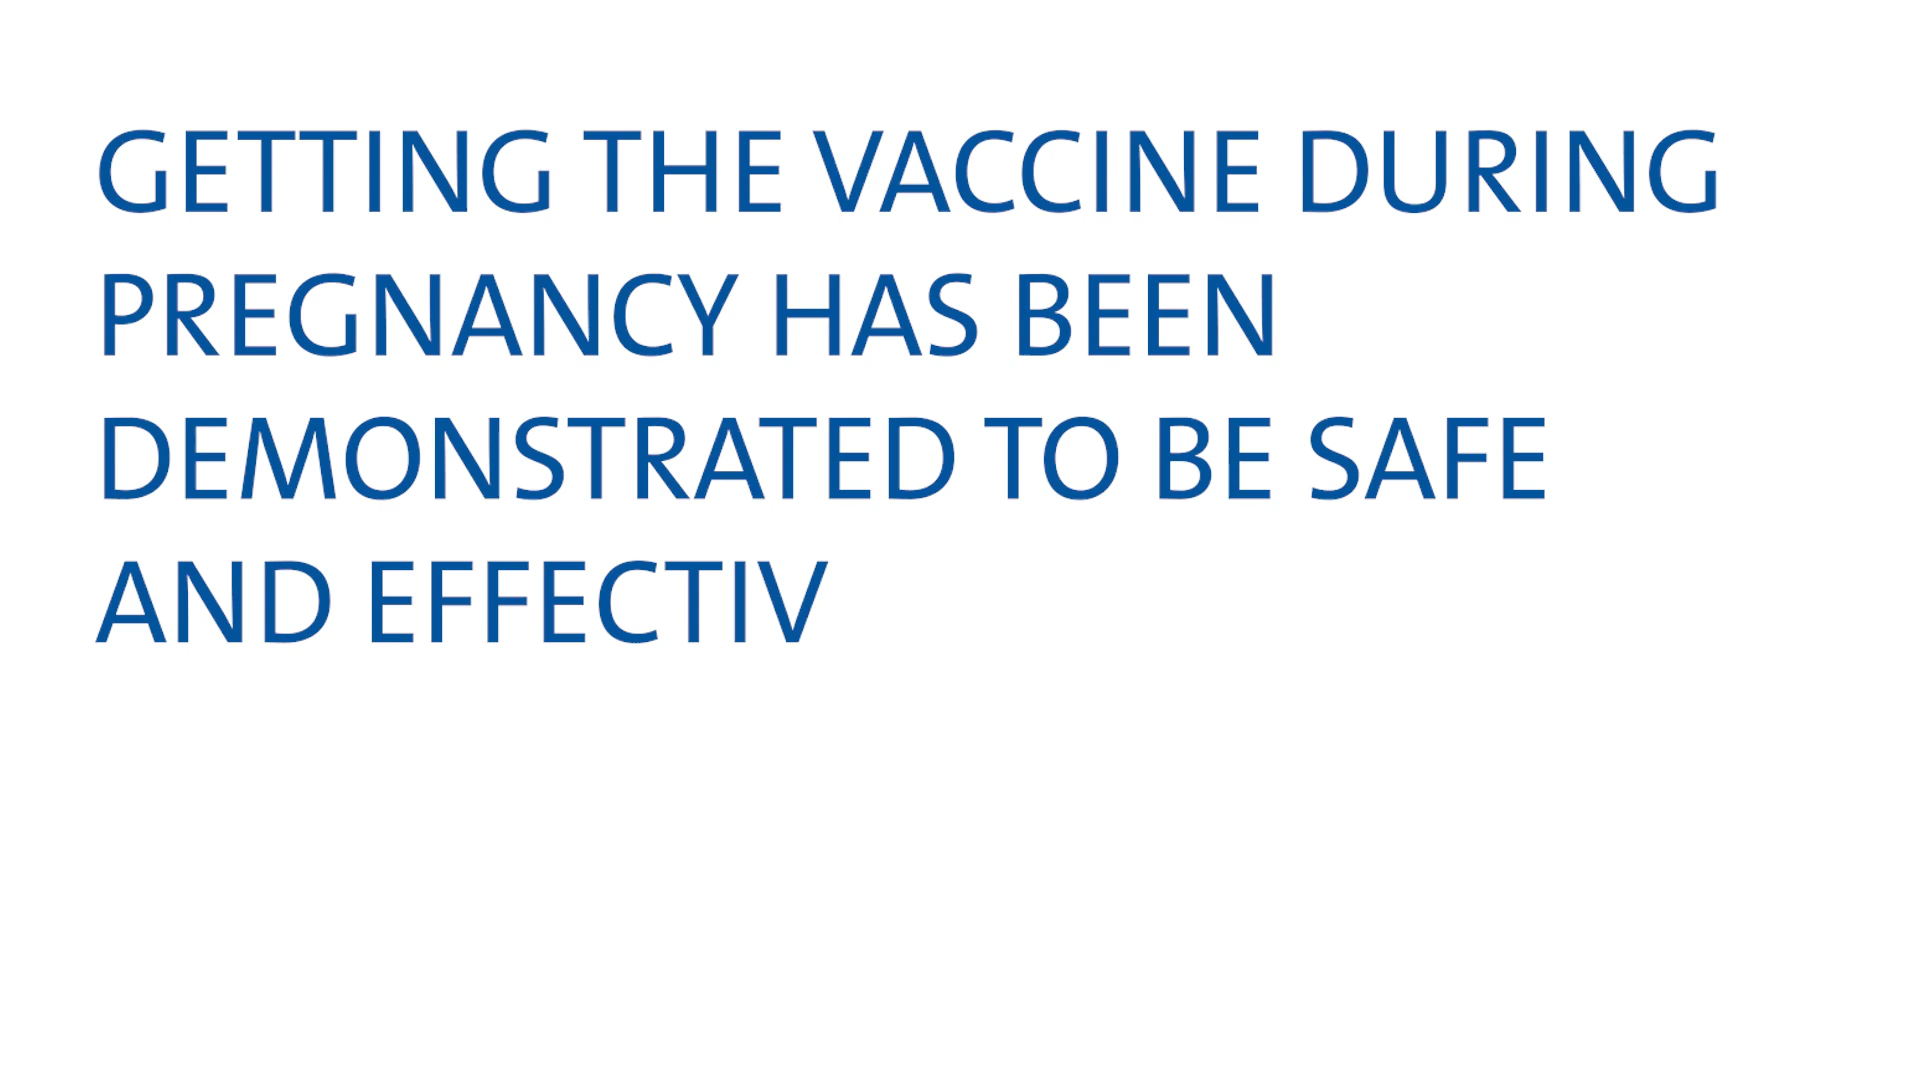 GETTING THE VACCINE DURING
PREGNANCY HAS BEEN
DEMONSTRATED TO BE SAFE
AND EFFECTIV